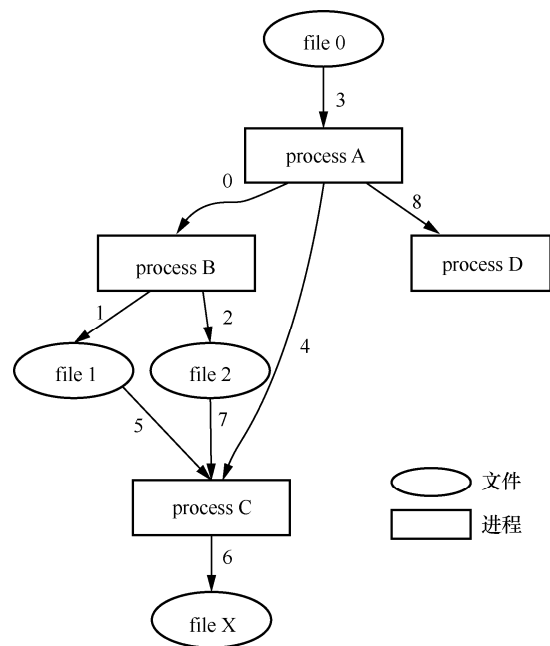 file 0
3
process A
0
8
process B
process D
1
2
file 1
file 2
4
5
7
process C
文件
进程
6
file X